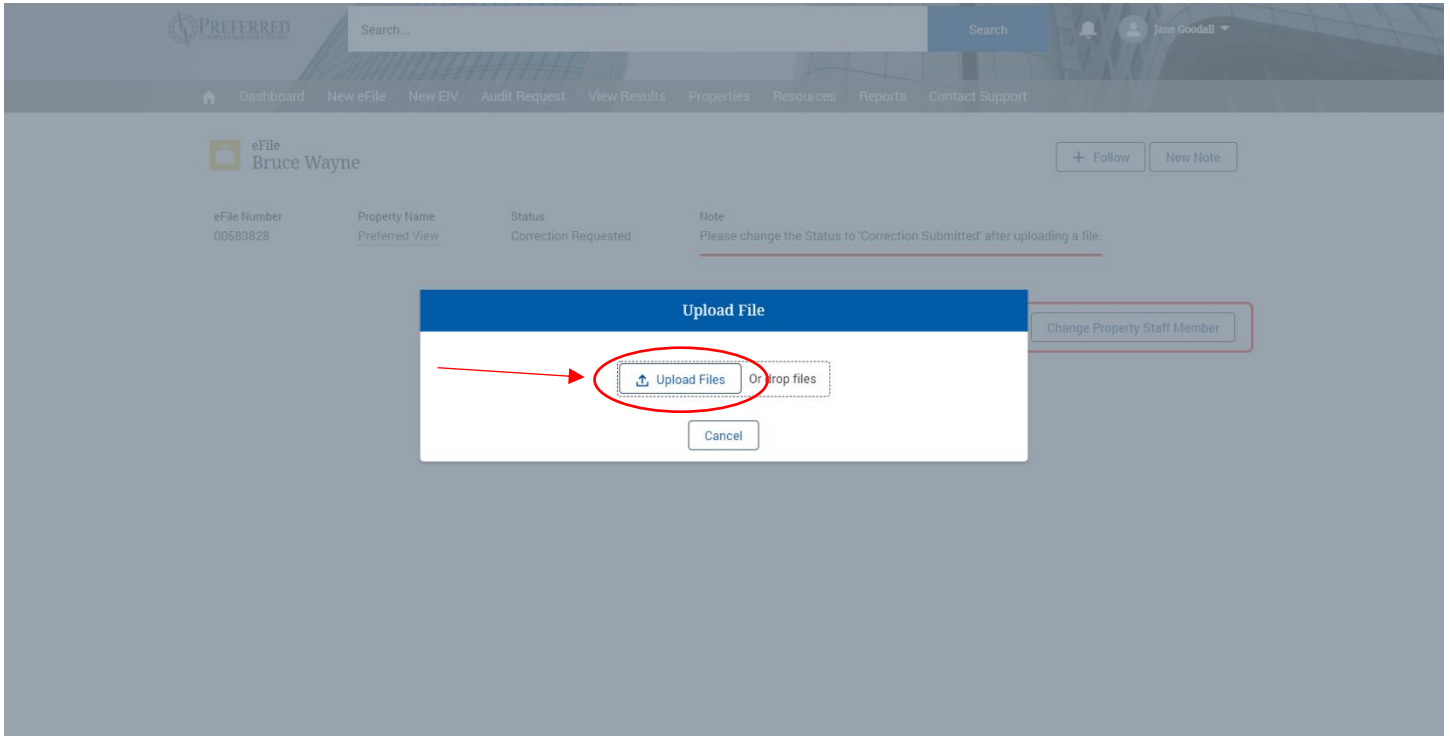 PREFERRED
COMPLIANCE SOLUTIONS
Search...
Search
Jane Goodall
Dashboard New eFile New EIV Audit Request View Results Properties Resources Reports Contact Support
eFile
Bruce Wayne
+ Follow
New Note
eFile Number Property Name Status Note
00583828 Preferred View Correction Requested Please change the Status to 'Correction Submitted' after uploading a file.
Upload File
Change Property Staff Member
Upload Files Or drop files
Cancel